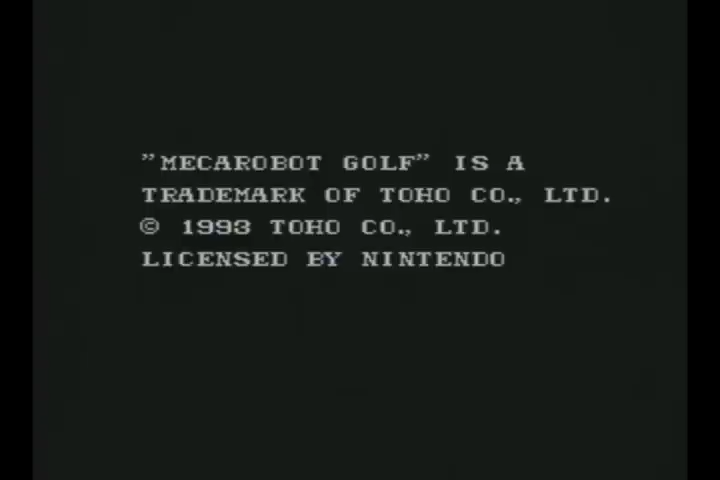 "MECAROBOT GOLF" IS A
TRADEMARK OF TOHO CO., LTD.
© 1993 TOHO CO., LTD.
LICENSED BY NINTENDO